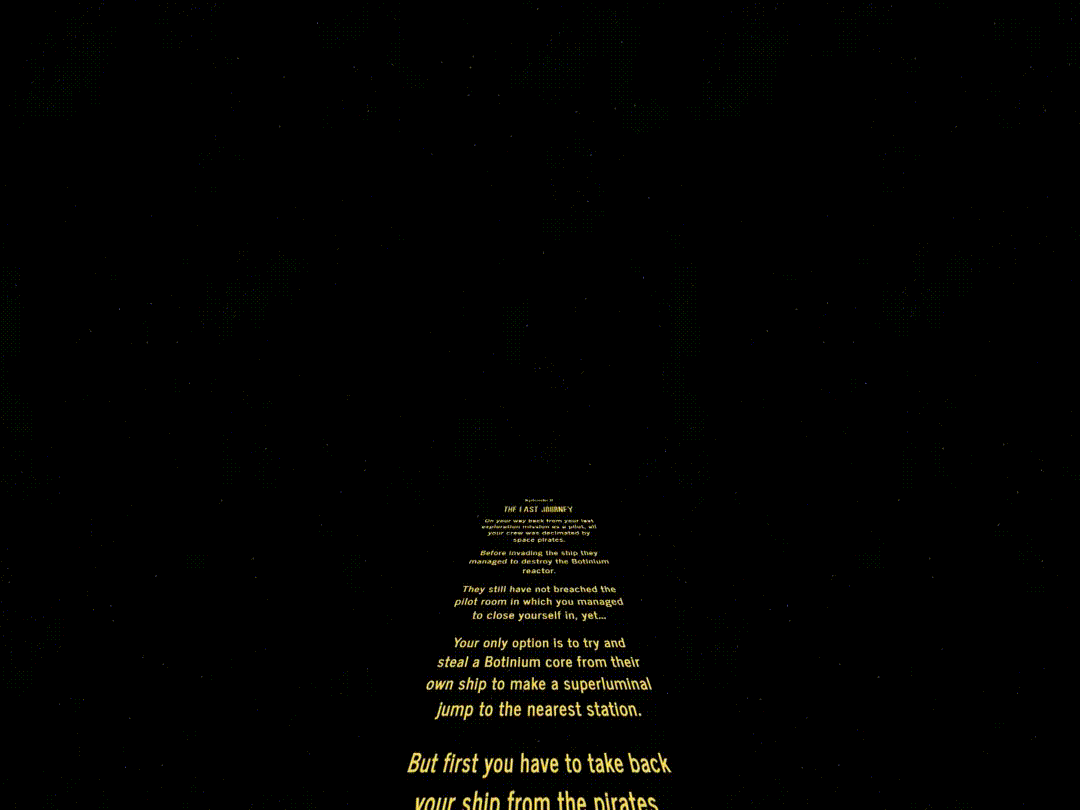 THE LAST JOURNEY
On your way back from your last
exploration mission as a pilot, all
your crew was decimated by
space pirates.
Before invading the ship they
managed to destroy the Botinium
reactor.
They still have not breached the
pilot room in which you managed
to close yourself in, yet...
Your only option is to try and
steal a Botinium core from their
own ship to make a superluminal
jump to the nearest station.
But first you have to take back
your ship from the pirates